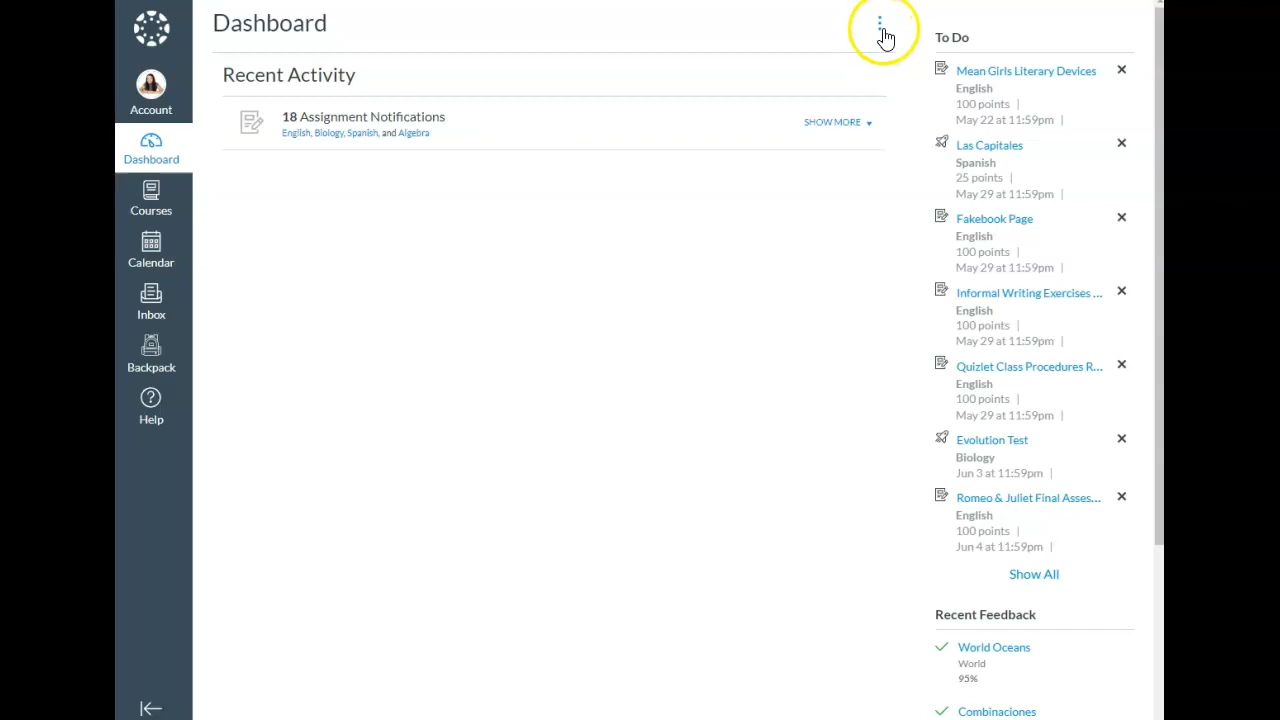 Account
Dashboard
Courses
Calendar
Inbox
Backpack
Help
Dashboard
Recent Activity
18 Assignment Notifications
English, Biology, Spanish, and Algebra
SHOW MORE
To Do
Mean Girls Literary Devices
English
100 points |
May 22 at 11:59pm |
Las Capitales
Spanish
25 points |
May 29 at 11:59pm |
Fakebook Page
English
100 points |
May 29 at 11:59pm |
Informal Writing Exercises ...
English
100 points |
May 29 at 11:59pm |
Quizlet Class Procedures R...
English
100 points |
May 29 at 11:59pm |
Evolution Test
Biology
Jun 3 at 11:59pm |
Romeo & Juliet Final Asses...
English
100 points |
Jun 4 at 11:59pm |
Show All
Recent Feedback
World Oceans
World
95%
Combinaciones